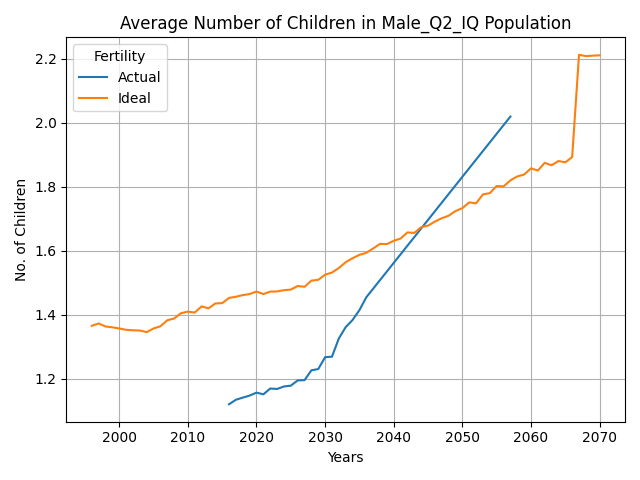 Average Number of Children in Male_Q2_IQ Population
Fertility
Actual
Ideal
No. of Children
2.2
2.0
1.8
1.6
1.4
1.2
2000 2010 2020 2030 2040 2050 2060 2070
Years